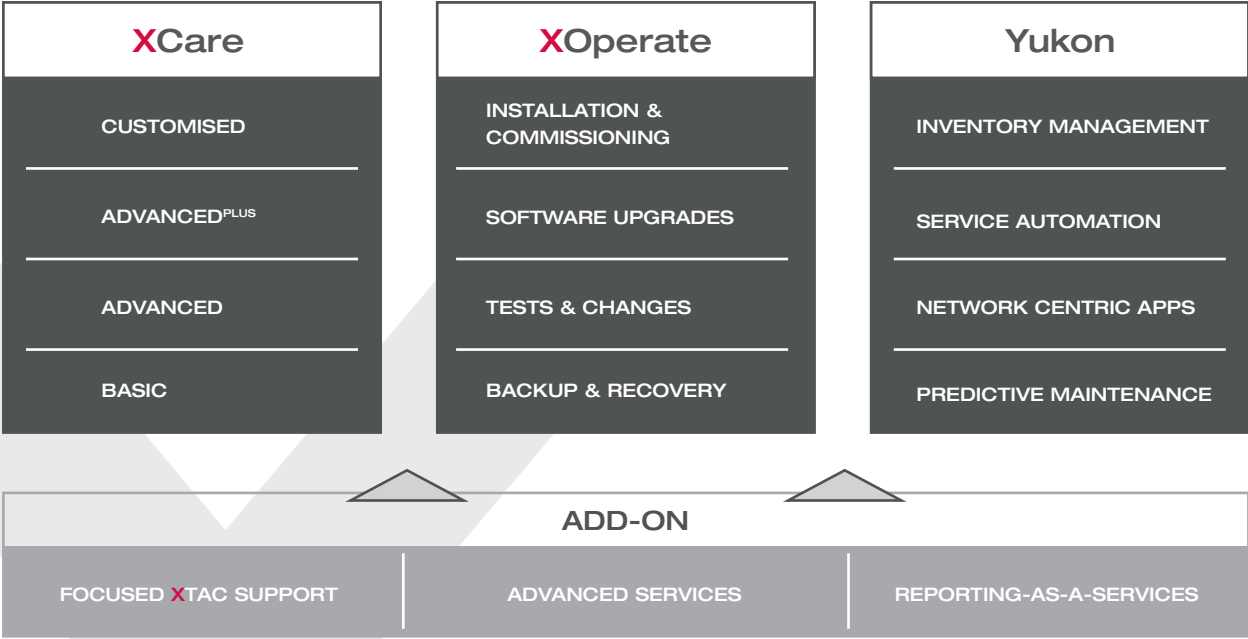 XCare
CUSTOMISED
ADVANCEDPLUS
ADVANCED
BASIC
XOperate
INSTALLATION &
COMMISSIONING
SOFTWARE UPGRADES
TESTS & CHANGES
BACKUP & RECOVERY
Yukon
INVENTORY MANAGEMENT
SERVICE AUTOMATION
NETWORK CENTRIC APPS
PREDICTIVE MAINTENANCE
ADD-ON
FOCUSED XTAC SUPPORT
ADVANCED SERVICES
REPORTING-AS-A-SERVICES